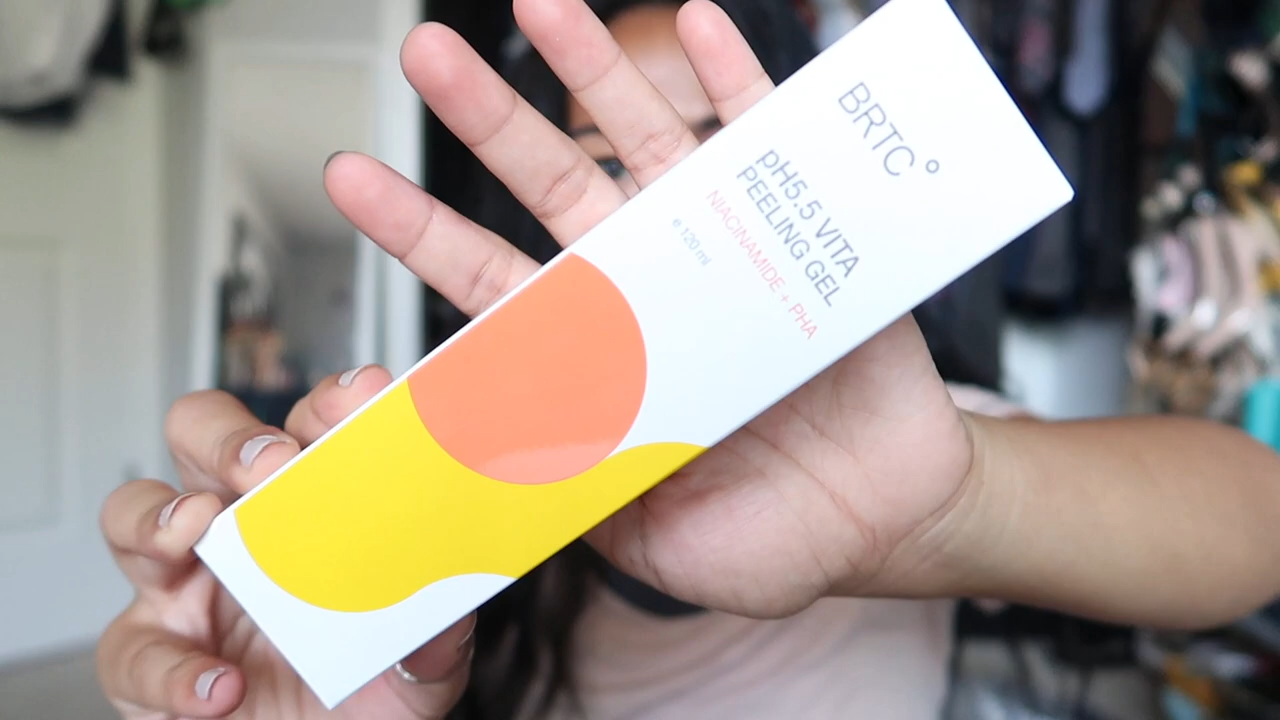 BRTC°
pH5.5 VITA
PEELING GEL
NIACINAMIDE + PHA
e 120 ml